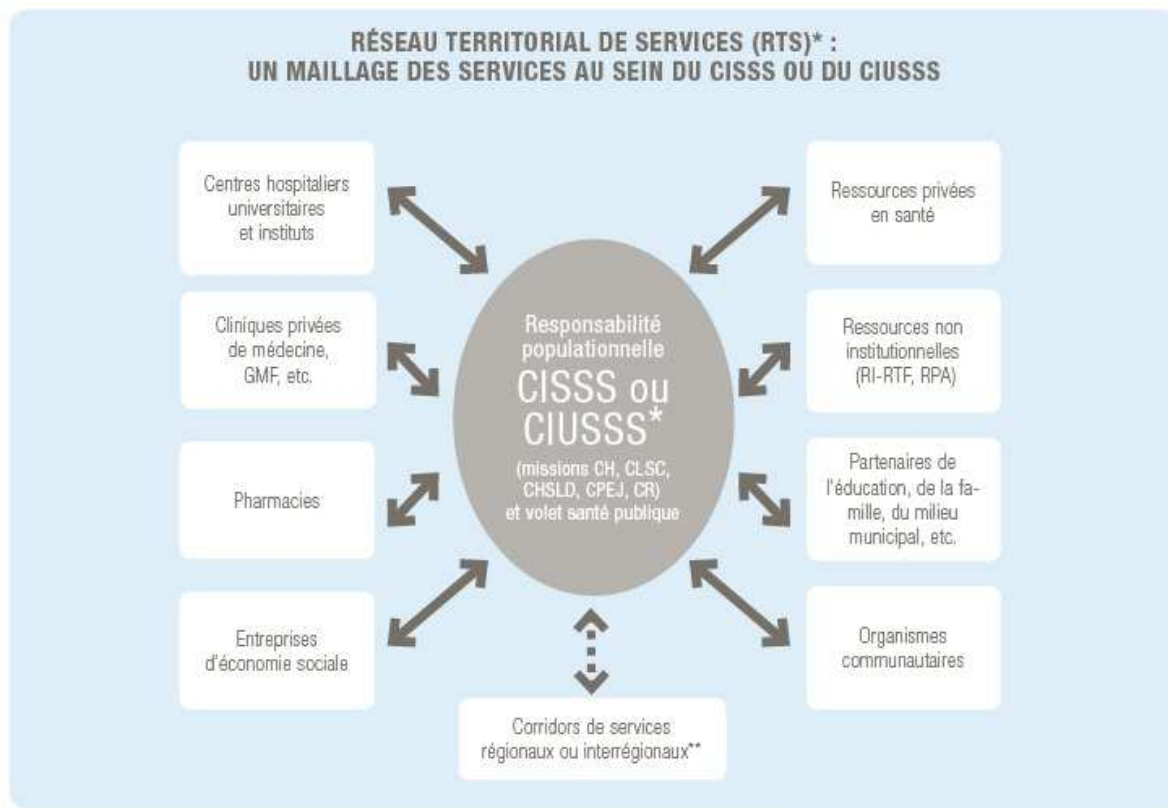 RÉSEAU TERRITORIAL DE SERVICES (RTS)* :
UN MAILLAGE DES SERVICES AU SEIN DU CISSS OU DU CIUSSS
Centres hospitaliers
universitaires
et instituts
Cliniques privées
de médecine,
GMF, etc.
Pharmacies
Entreprises
d'économie sociale
Responsabilité
populationnelle
CISSS ou
CIUSSS*
(missions CH, CLSC,
CHSLD, CPEJ, CR)
et volet santé publique
Ressources privées
en santé
Ressources non
institutionnelles
(RI-RTF, RPA)
Partenaires de
l'éducation, de la fa-
mille, du milieu
municipal, etc.
Organismes
communautaires
Corridors de services
régionaux ou interrégionaux**